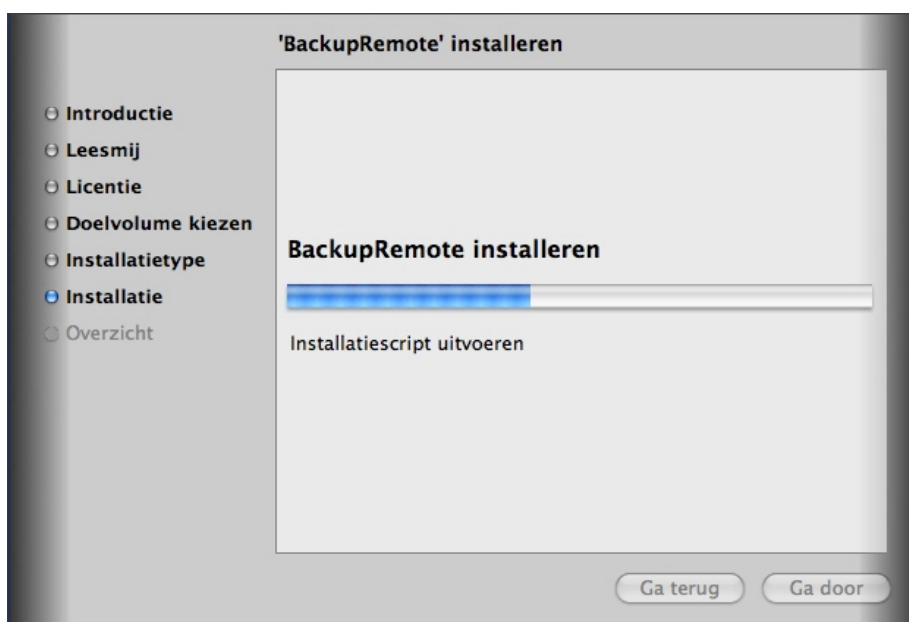 'BackupRemote' installeren
Introductie
Leesmij
Licentie
Doelvolume kiezen
Installatietype
Installatie
Overzicht
BackupRemote installeren
Installatiescript uitvoeren
Ga terug
Ga door